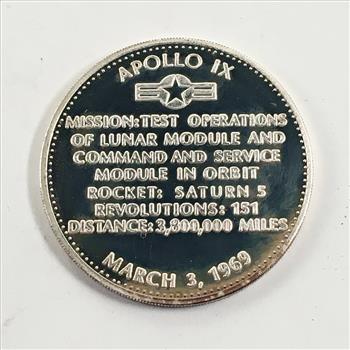 APOLLO IX
MISSION: TEST OPERATIONS
OF LUNAR MODULE AND
COMMAND AND SERVICE
MODULE IN ORBIT
ROCKET: SATURN 5
REVOLUTIONS: 151
DISTANCE: 3,800,000 MILES
MARCH 3, 1969